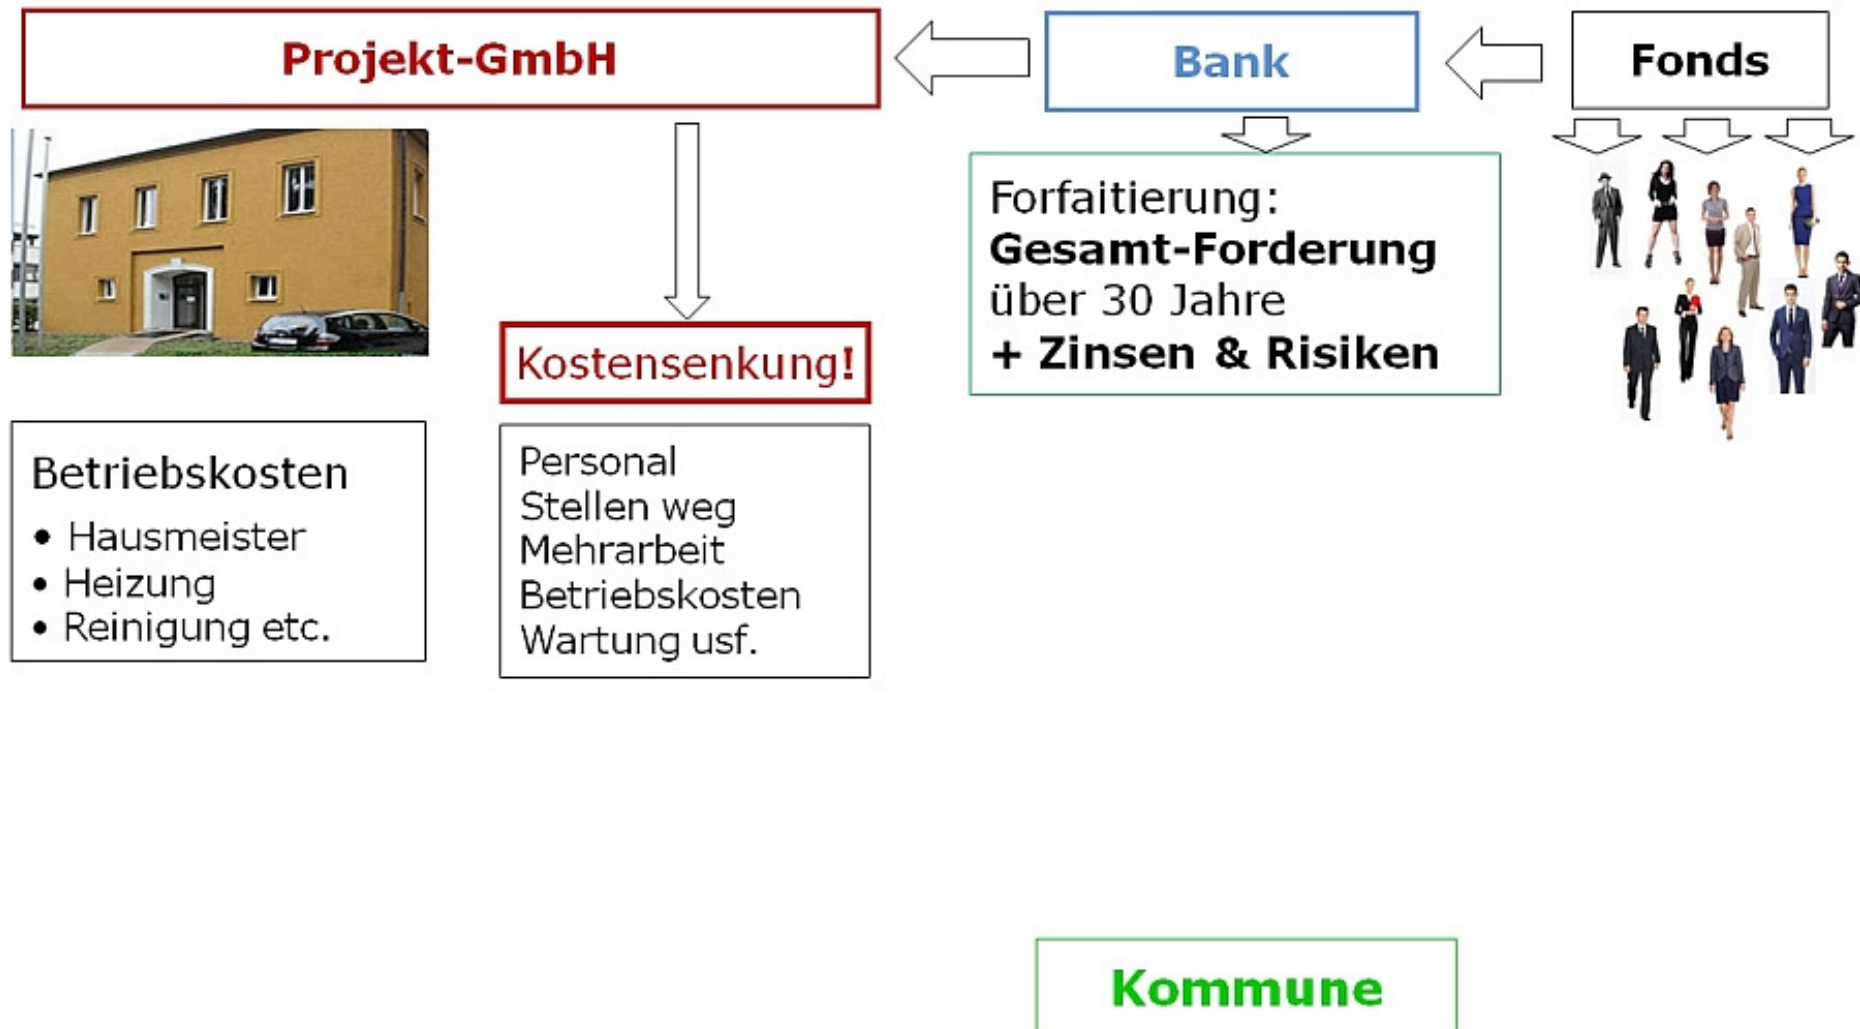 Projekt-GmbH
Bank
Fonds
Forfaitierung:
Gesamt-Forderung
über 30 Jahre
+ Zinsen & Risiken
Kostensenkung!
Betriebskosten
• Hausmeister
• Heizung
• Reinigung etc.
Personal
Stellen weg
Mehrarbeit
Betriebskosten
Wartung usf.
Kommune